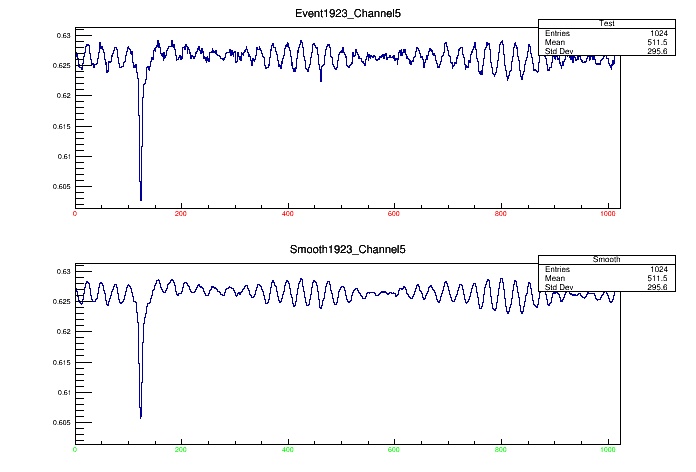 Event1923_Channel5
Test
Entries 1024
Mean 511.5
Std Dev 295.6
0.63
0.625
0.62
0.615
0.61
0.605
0 200 400 600 800 1000
Smooth1923_Channel5
Smooth
Entries 1024
Mean 511.5
Std Dev 295.6
0.63
0.625
0.62
0.615
0.61
0.605
0 200 400 600 800 1000